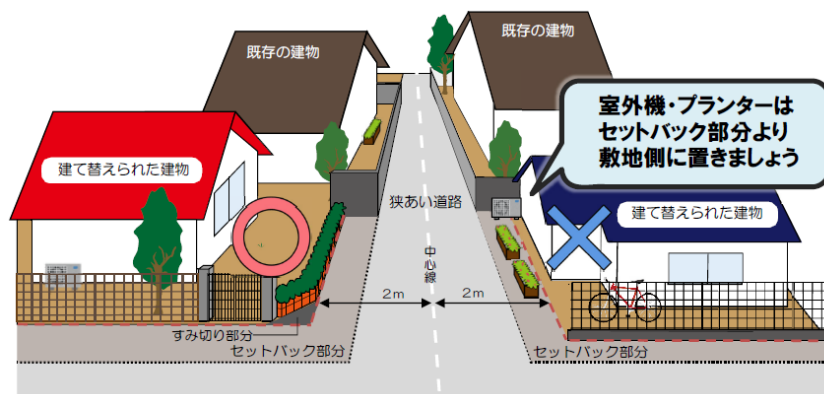 既存の建物
既存の建物
室外機・プランターは
セットバック部分より
敷地側に置きましょう
建て替えられた建物
狭あい道路
建て替えられた建物
中心線
2m
2m
すみ切り部分
セットバック部分
セットバック部分